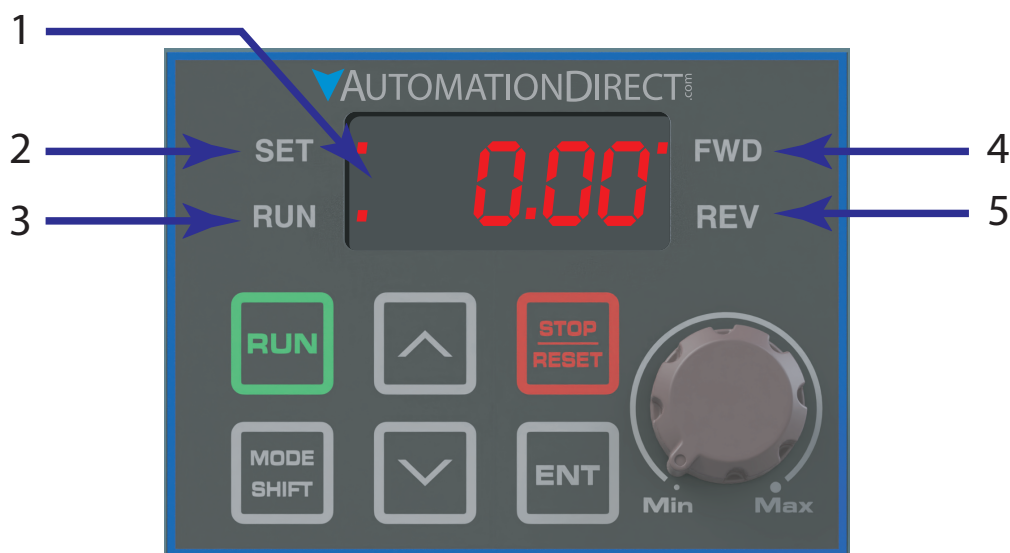 1
AUTOMATIONDIRECT.com
2 SET 0.00 FWD 4
3 RUN REV 5
RUN STOP
RESET
MODE
SHIFT ENT
Min Max